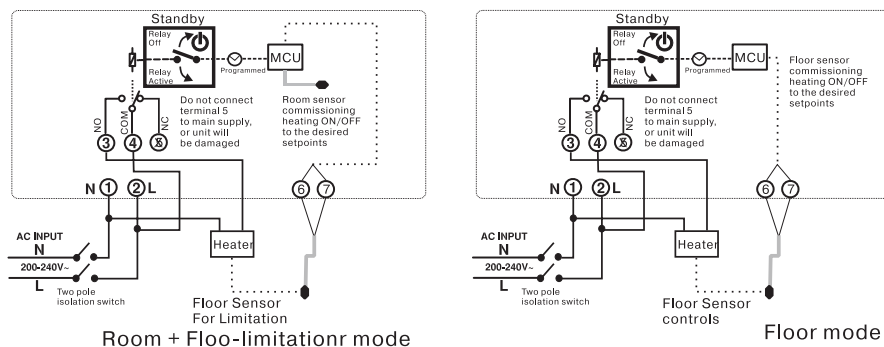 Standby
Relay
Off
Relay
Active
Programmed
MCU
Do not connect
terminal 5
to main supply,
or unit will
be damaged
Room sensor
commissioning
heating ON/OFF
to the desired
setpoints
NO
COM
NC
3
4
5
N 1 2 L
6 7
AC INPUT
N
200-240V~
L
Two pole
isolation switch
Heater
Floor Sensor
For Limitation
Room + Floo-limitationr mode
Standby
Relay
Off
Relay
Active
Programmed
MCU
Do not connect
terminal 5
to main supply,
or unit will
be damaged
Floor sensor
commissioning
heating ON/OFF
to the desired
setpoints
NO
COM
NC
3
4
5
N 1 2 L
6 7
AC INPUT
N
200-240V~
L
Two pole
isolation switch
Heater
Floor Sensor
controls
Floor mode